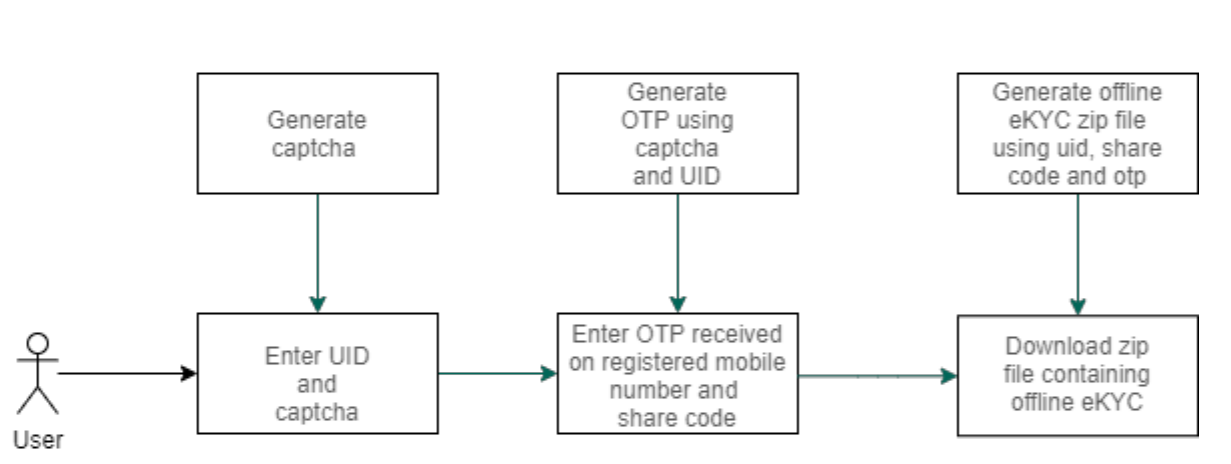 Generate
captcha
Generate
OTP using
captcha
and UID
Generate offline
eKYC zip file
using uid, share
code and otp
User
Enter UID
and
captcha
Enter OTP received
on registered mobile
number and
share code
Download zip
file containing
offline eKYC